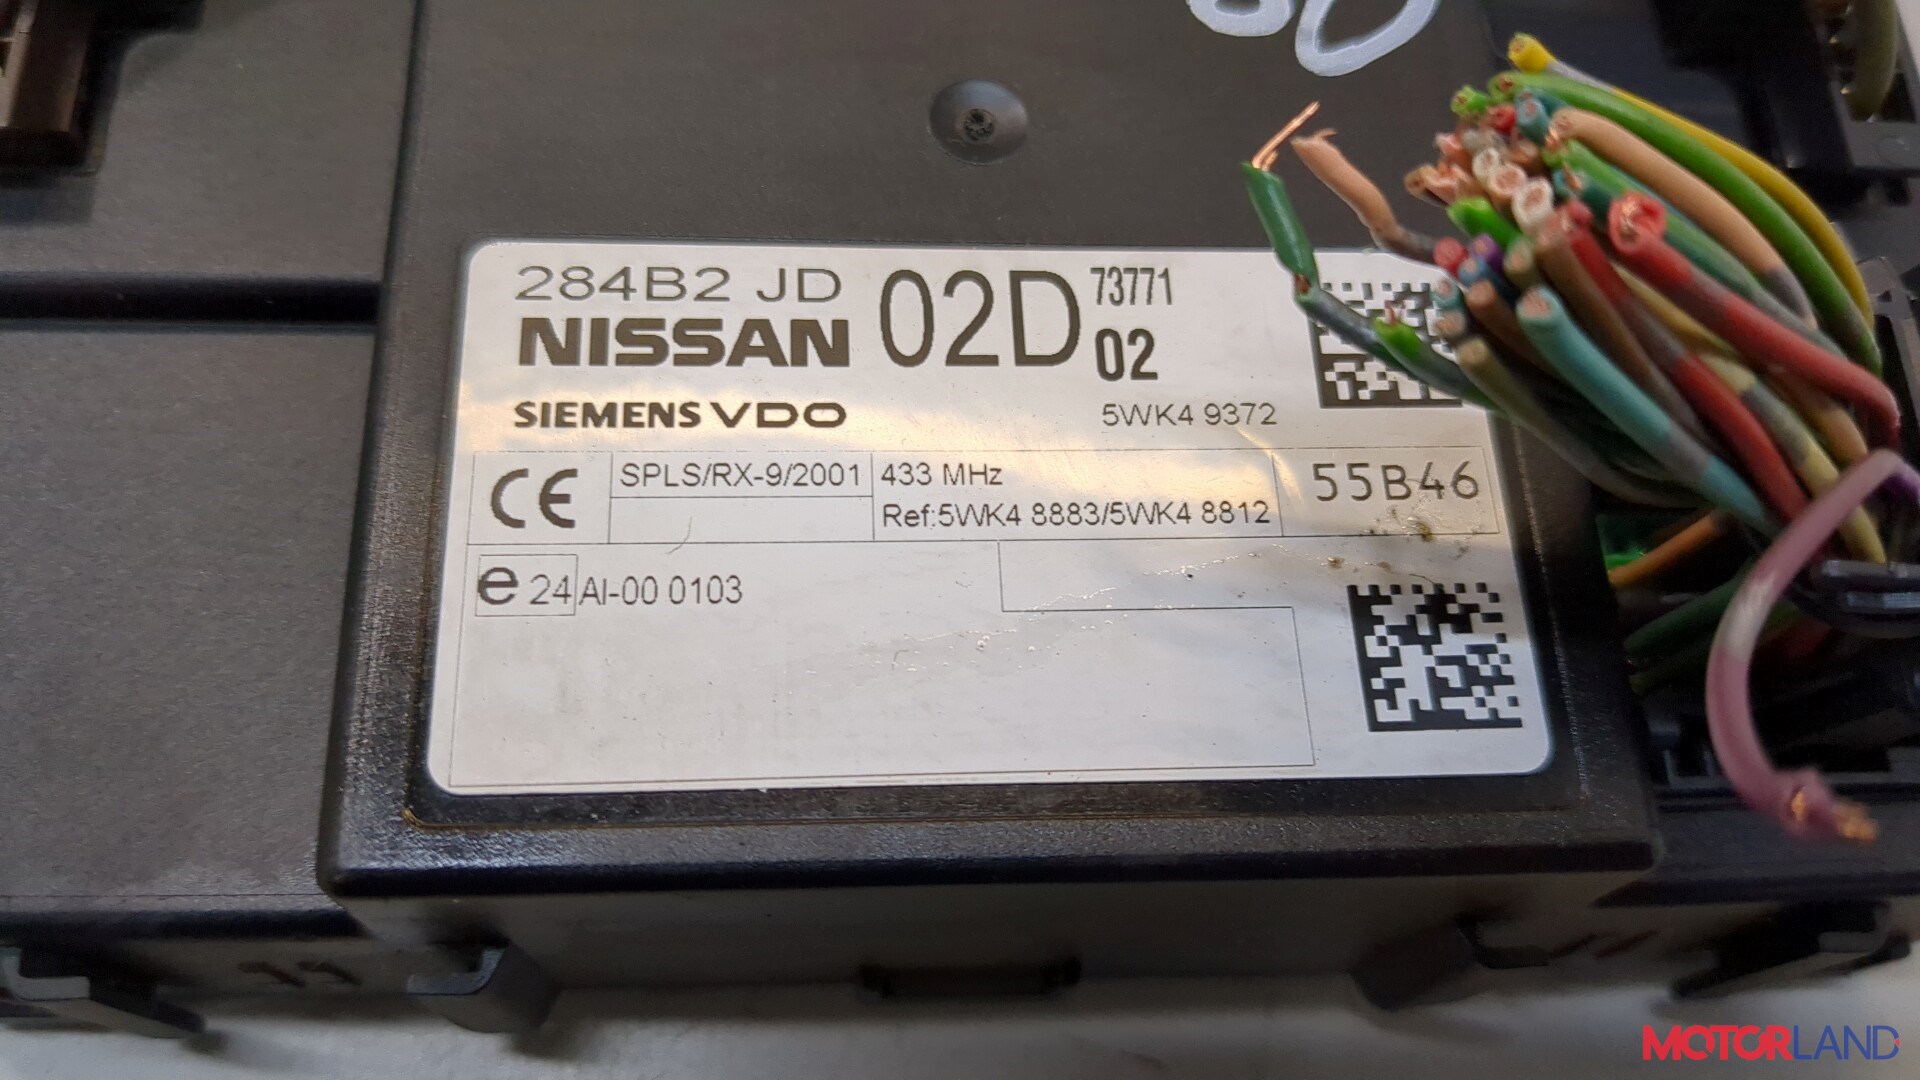 284B2 JD 02D 73771
NISSAN 02
SIEMENS VDO 5WK4 9372
CE SPLS/RX-9/2001 433 MHz 55B46
Ref:5WK4 8883/5WK4 8812
e 24 AI-00 0103
MOTORLAND